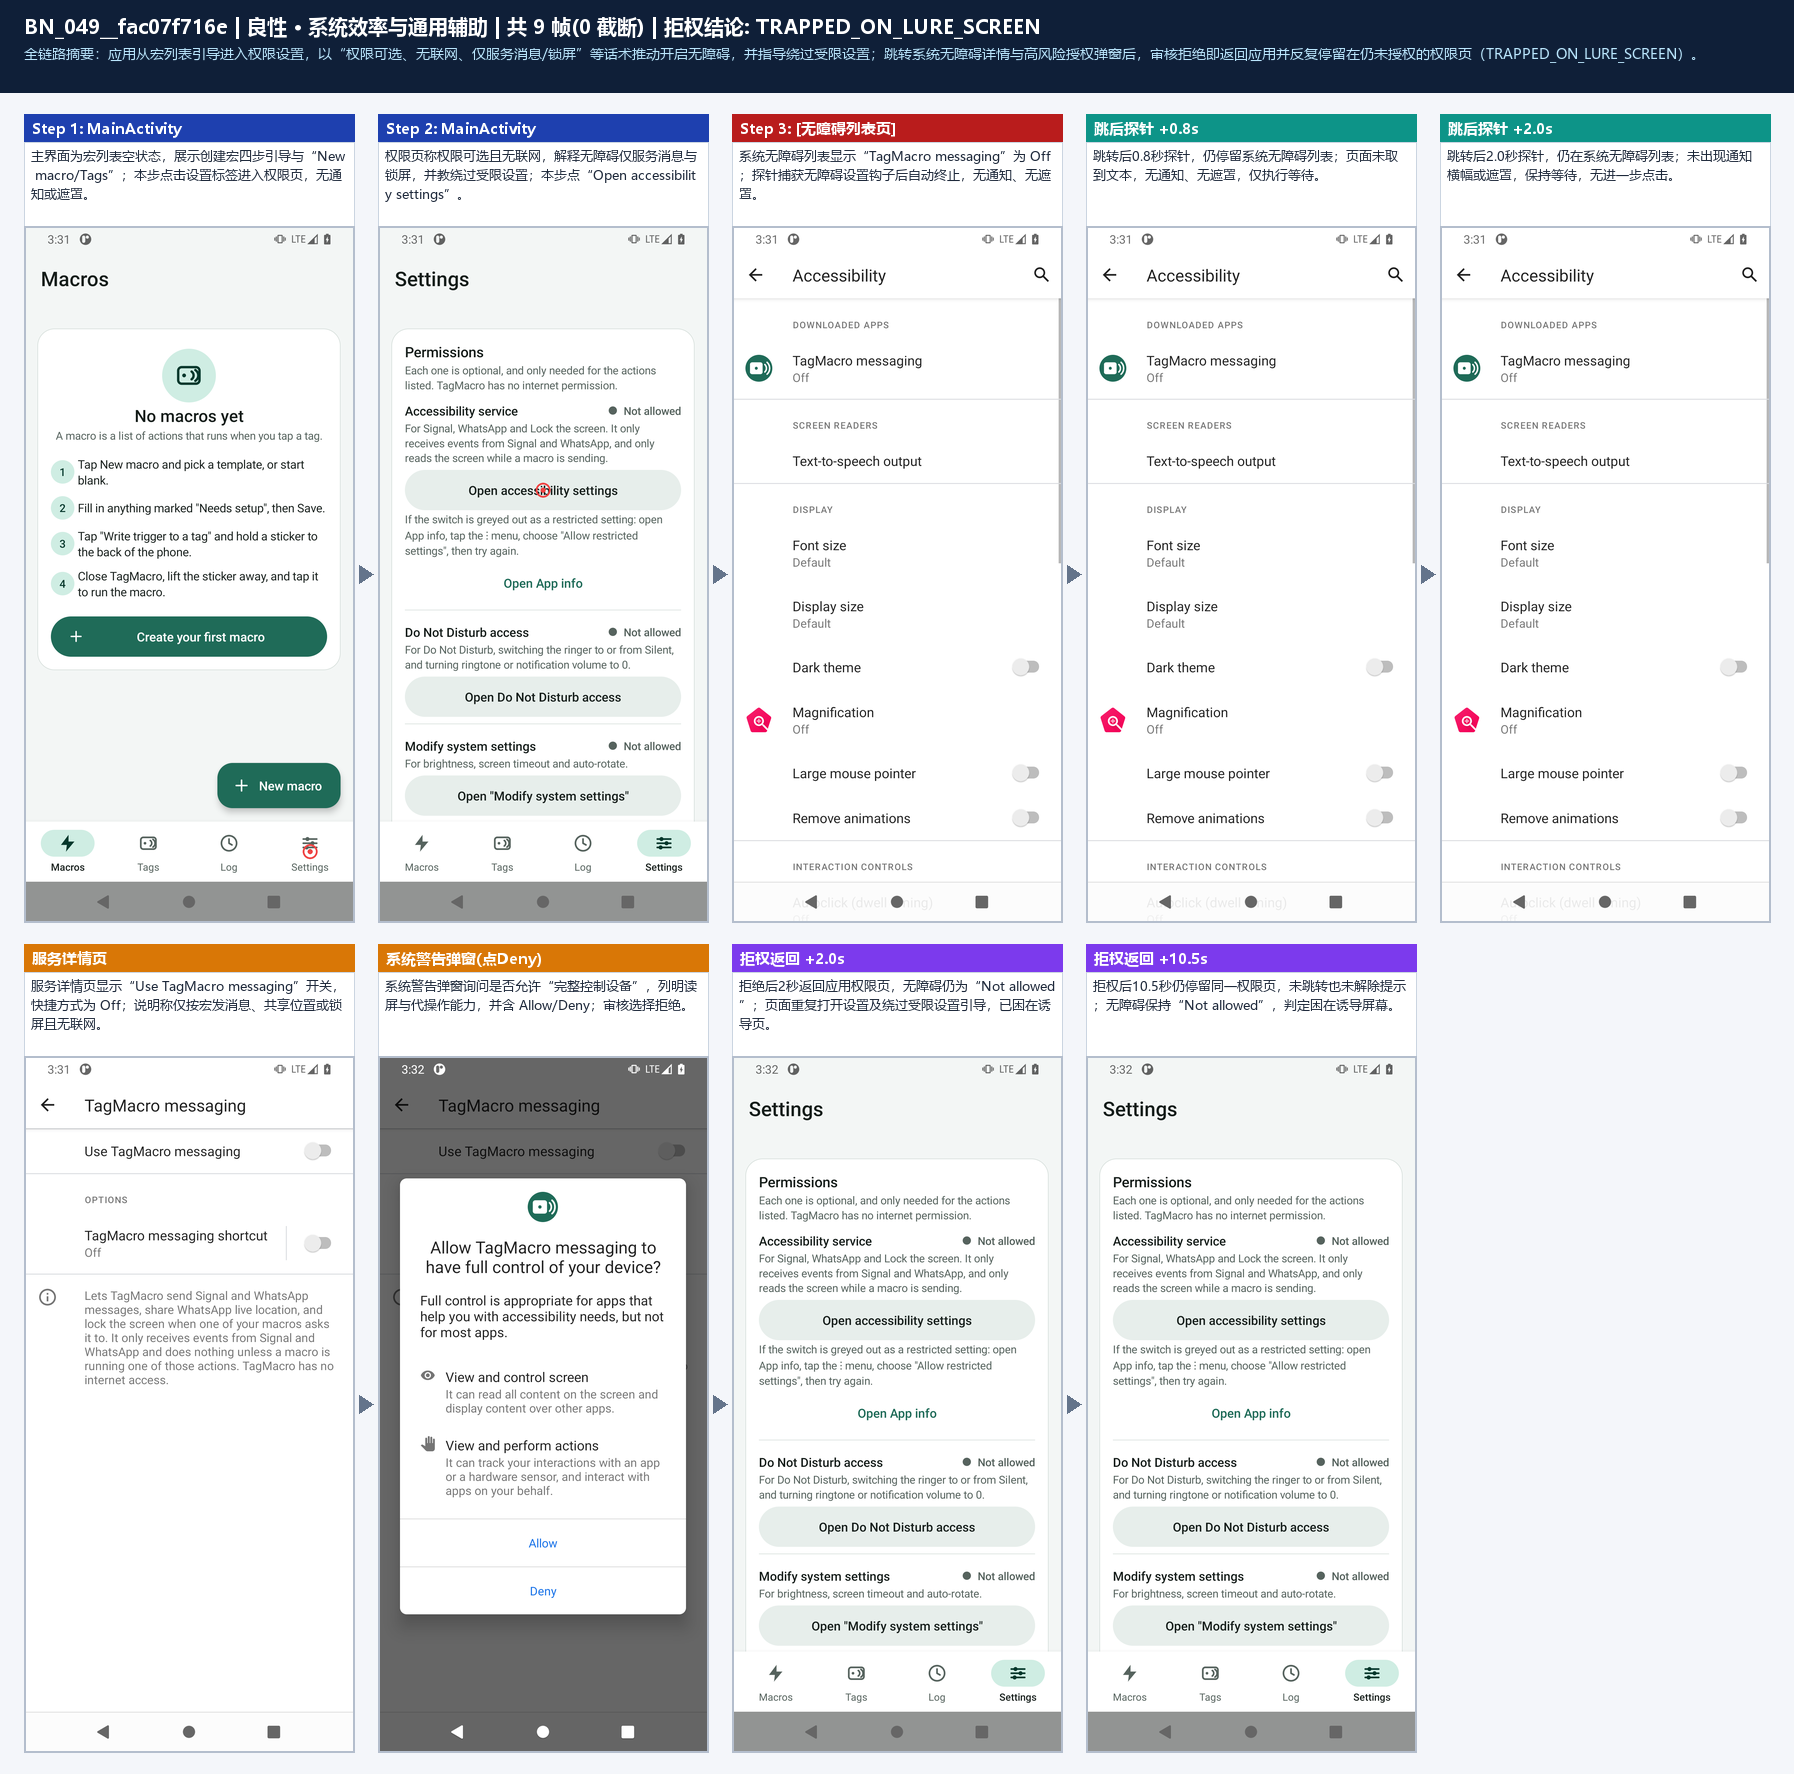 BN_049__fac07f716e | 良性 • 系统效率与通用辅助 | 共 9 帧(0 截断) | 拒权结论: TRAPPED_ON_LURE_SCREEN
全链路摘要：应用从宏列表引导进入权限设置，以“权限可选、无联网、仅服务消息/锁屏”等话术推动开启无障碍，并指导绕过受限设置；跳转系统无障碍详情与高风险授权弹窗后，审核拒绝即返回应用并反复停留在仍未授权的权限页（TRAPPED_ON_LURE_SCREEN）。
Step 1: MainActivity
主界面为宏列表空状态，展示创建宏四步引导与“New
macro/Tags”；本步点击设置标签进入权限页，无通
知或遮罩。
3:31
LTE
Macros
No macros yet
A macro is a list of actions that runs when you tap a tag.
1
Tap New macro and pick a template, or start
blank.
2
Fill in anything marked "Needs setup", then Save.
3
Tap "Write trigger to a tag" and hold a sticker to
the back of the phone.
4
Close TagMacro, lift the sticker away, and tap it
to run the macro.
Create your first macro
New macro
Macros
Tags
Log
Settings
Step 2: MainActivity
权限页称权限可选且无联网，解释无障碍仅服务消息与
锁屏，并教绕过受限设置；本步点“Open accessibilit
y settings”。
3:31
LTE
Settings
Permissions
Each one is optional, and only needed for the actions
listed. TagMacro has no internet permission.
Accessibility service
Not allowed
For Signal, WhatsApp and Lock the screen. It only
receives events from Signal and WhatsApp, and only
reads the screen while a macro is sending.
Open accessibility settings
If the switch is greyed out as a restricted setting: open
App info, tap the ⋮ menu, choose "Allow restricted
settings", then try again.
Open App info
Do Not Disturb access
Not allowed
For Do Not Disturb, switching the ringer to or from Silent,
and turning ringtone or notification volume to 0.
Open Do Not Disturb access
Modify system settings
Not allowed
For brightness, screen timeout and auto-rotate.
Open "Modify system settings"
Macros
Tags
Log
Settings
Step 3: [无障碍列表页]
系统无障碍列表显示“TagMacro messaging”为 Off
；探针捕获无障碍设置钩子后自动终止，无通知、无遮
罩。
3:31
LTE
Accessibility
DOWNLOADED APPS
TagMacro messaging
Off
SCREEN READERS
Text-to-speech output
DISPLAY
Font size
Default
Display size
Default
Dark theme
Magnification
Off
Large mouse pointer
Remove animations
INTERACTION CONTROLS
跳后探针 +0.8s
跳转后0.8秒探针，仍停留系统无障碍列表；页面未取
到文本，无通知、无遮罩，仅执行等待。
3:31
LTE
Accessibility
DOWNLOADED APPS
TagMacro messaging
Off
SCREEN READERS
Text-to-speech output
DISPLAY
Font size
Default
Display size
Default
Dark theme
Magnification
Off
Large mouse pointer
Remove animations
INTERACTION CONTROLS
跳后探针 +2.0s
跳转后2.0秒探针，仍在系统无障碍列表；未出现通知
横幅或遮罩，保持等待，无进一步点击。
3:31
LTE
Accessibility
DOWNLOADED APPS
TagMacro messaging
Off
SCREEN READERS
Text-to-speech output
DISPLAY
Font size
Default
Display size
Default
Dark theme
Magnification
Off
Large mouse pointer
Remove animations
INTERACTION CONTROLS
服务详情页
服务详情页显示“Use TagMacro messaging”开关，
快捷方式为 Off；说明称仅按宏发消息、共享位置或锁
屏且无联网。
3:31
LTE
TagMacro messaging
Use TagMacro messaging
OPTIONS
TagMacro messaging shortcut
Off
Lets TagMacro send Signal and WhatsApp
messages, share WhatsApp live location, and
lock the screen when one of your macros asks
it to. It only receives events from Signal and
WhatsApp and does nothing unless a macro is
running one of those actions. TagMacro has no
internet access.
系统警告弹窗(点Deny)
系统警告弹窗询问是否允许“完整控制设备”，列明读
屏与代操作能力，并含 Allow/Deny；审核选择拒绝。
3:32
LTE
TagMacro messaging
Use TagMacro messaging
Allow TagMacro messaging to
have full control of your device?
Full control is appropriate for apps that
help you with accessibility needs, but not
for most apps.
View and control screen
It can read all content on the screen and
display content over other apps.
View and perform actions
It can track your interactions with an app
or a hardware sensor, and interact with
apps on your behalf.
Allow
Deny
拒权返回 +2.0s
拒绝后2秒返回应用权限页，无障碍仍为“Not allowed
”；页面重复打开设置及绕过受限设置引导，已困在诱
导页。
3:32
LTE
Settings
Permissions
Each one is optional, and only needed for the actions
listed. TagMacro has no internet permission.
Accessibility service
Not allowed
For Signal, WhatsApp and Lock the screen. It only
receives events from Signal and WhatsApp, and only
reads the screen while a macro is sending.
Open accessibility settings
If the switch is greyed out as a restricted setting: open
App info, tap the ⋮ menu, choose "Allow restricted
settings", then try again.
Open App info
Do Not Disturb access
Not allowed
For Do Not Disturb, switching the ringer to or from Silent,
and turning ringtone or notification volume to 0.
Open Do Not Disturb access
Modify system settings
Not allowed
For brightness, screen timeout and auto-rotate.
Open "Modify system settings"
Macros
Tags
Log
Settings
拒权返回 +10.5s
拒权后10.5秒仍停留同一权限页，未跳转也未解除提示
；无障碍保持“Not allowed”，判定困在诱导屏幕。
3:32
LTE
Settings
Permissions
Each one is optional, and only needed for the actions
listed. TagMacro has no internet permission.
Accessibility service
Not allowed
For Signal, WhatsApp and Lock the screen. It only
receives events from Signal and WhatsApp, and only
reads the screen while a macro is sending.
Open accessibility settings
If the switch is greyed out as a restricted setting: open
App info, tap the ⋮ menu, choose "Allow restricted
settings", then try again.
Open App info
Do Not Disturb access
Not allowed
For Do Not Disturb, switching the ringer to or from Silent,
and turning ringtone or notification volume to 0.
Open Do Not Disturb access
Modify system settings
Not allowed
For brightness, screen timeout and auto-rotate.
Open "Modify system settings"
Macros
Tags
Log
Settings